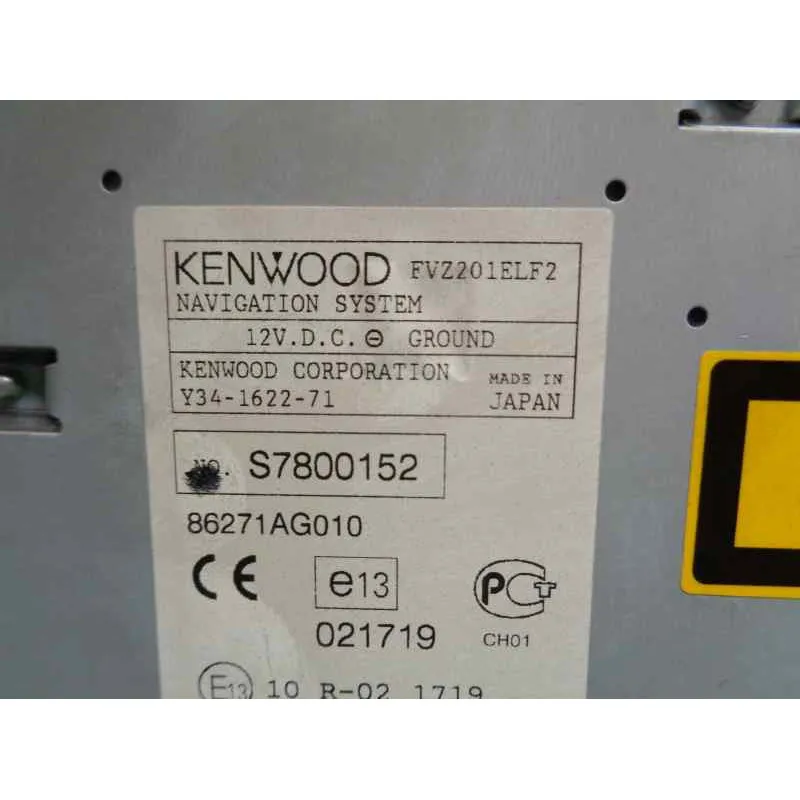 KENWOOD FVZ201ELF2
NAVIGATION SYSTEM
12V.D.C. ⊖ GROUND
KENWOOD CORPORATION MADE IN
Y34-1622-71 JAPAN
NO. S7800152
86271AG010
CE e13 PCT
021719 CH01
E13 10 R-02 1719